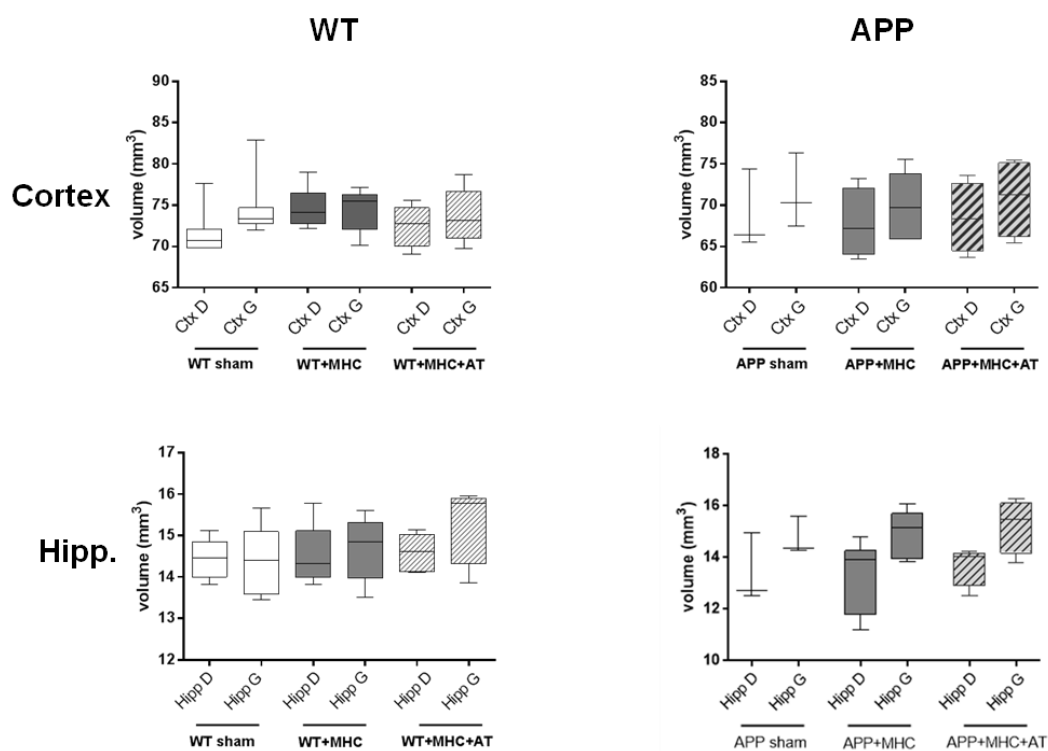 WT
APP
Cortex
volume (mm³)
90
85
80
75
70
65
Ctx D
Ctx G
Ctx D
Ctx G
Ctx D
Ctx G
WT sham
WT+MHC
WT+MHC+AT
volume (mm³)
85
80
75
70
65
60
Ctx D
Ctx G
Ctx D
Ctx G
Ctx D
Ctx G
APP sham
APP+MHC
APP+MHC+AT
Hipp.
volume (mm³)
17
16
15
14
13
12
Hipp D
Hipp G
Hipp D
Hipp G
Hipp D
Hipp G
WT sham
WT+MHC
WT+MHC+AT
volume (mm³)
18
16
14
12
10
Hipp D
Hipp G
Hipp D
Hipp G
Hipp D
Hipp G
APP sham
APP+MHC
APP+MHC+AT